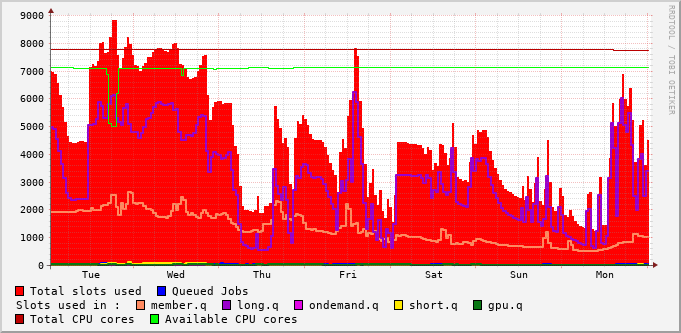 RRDTOOL / TOBI OETIKER
9000
8000
7000
6000
5000
4000
3000
2000
1000
0
Tue Wed Thu Fri Sat Sun Mon
Total slots used Queued Jobs
Slots used in : member.q long.q ondemand.q short.q gpu.q
Total CPU cores Available CPU cores